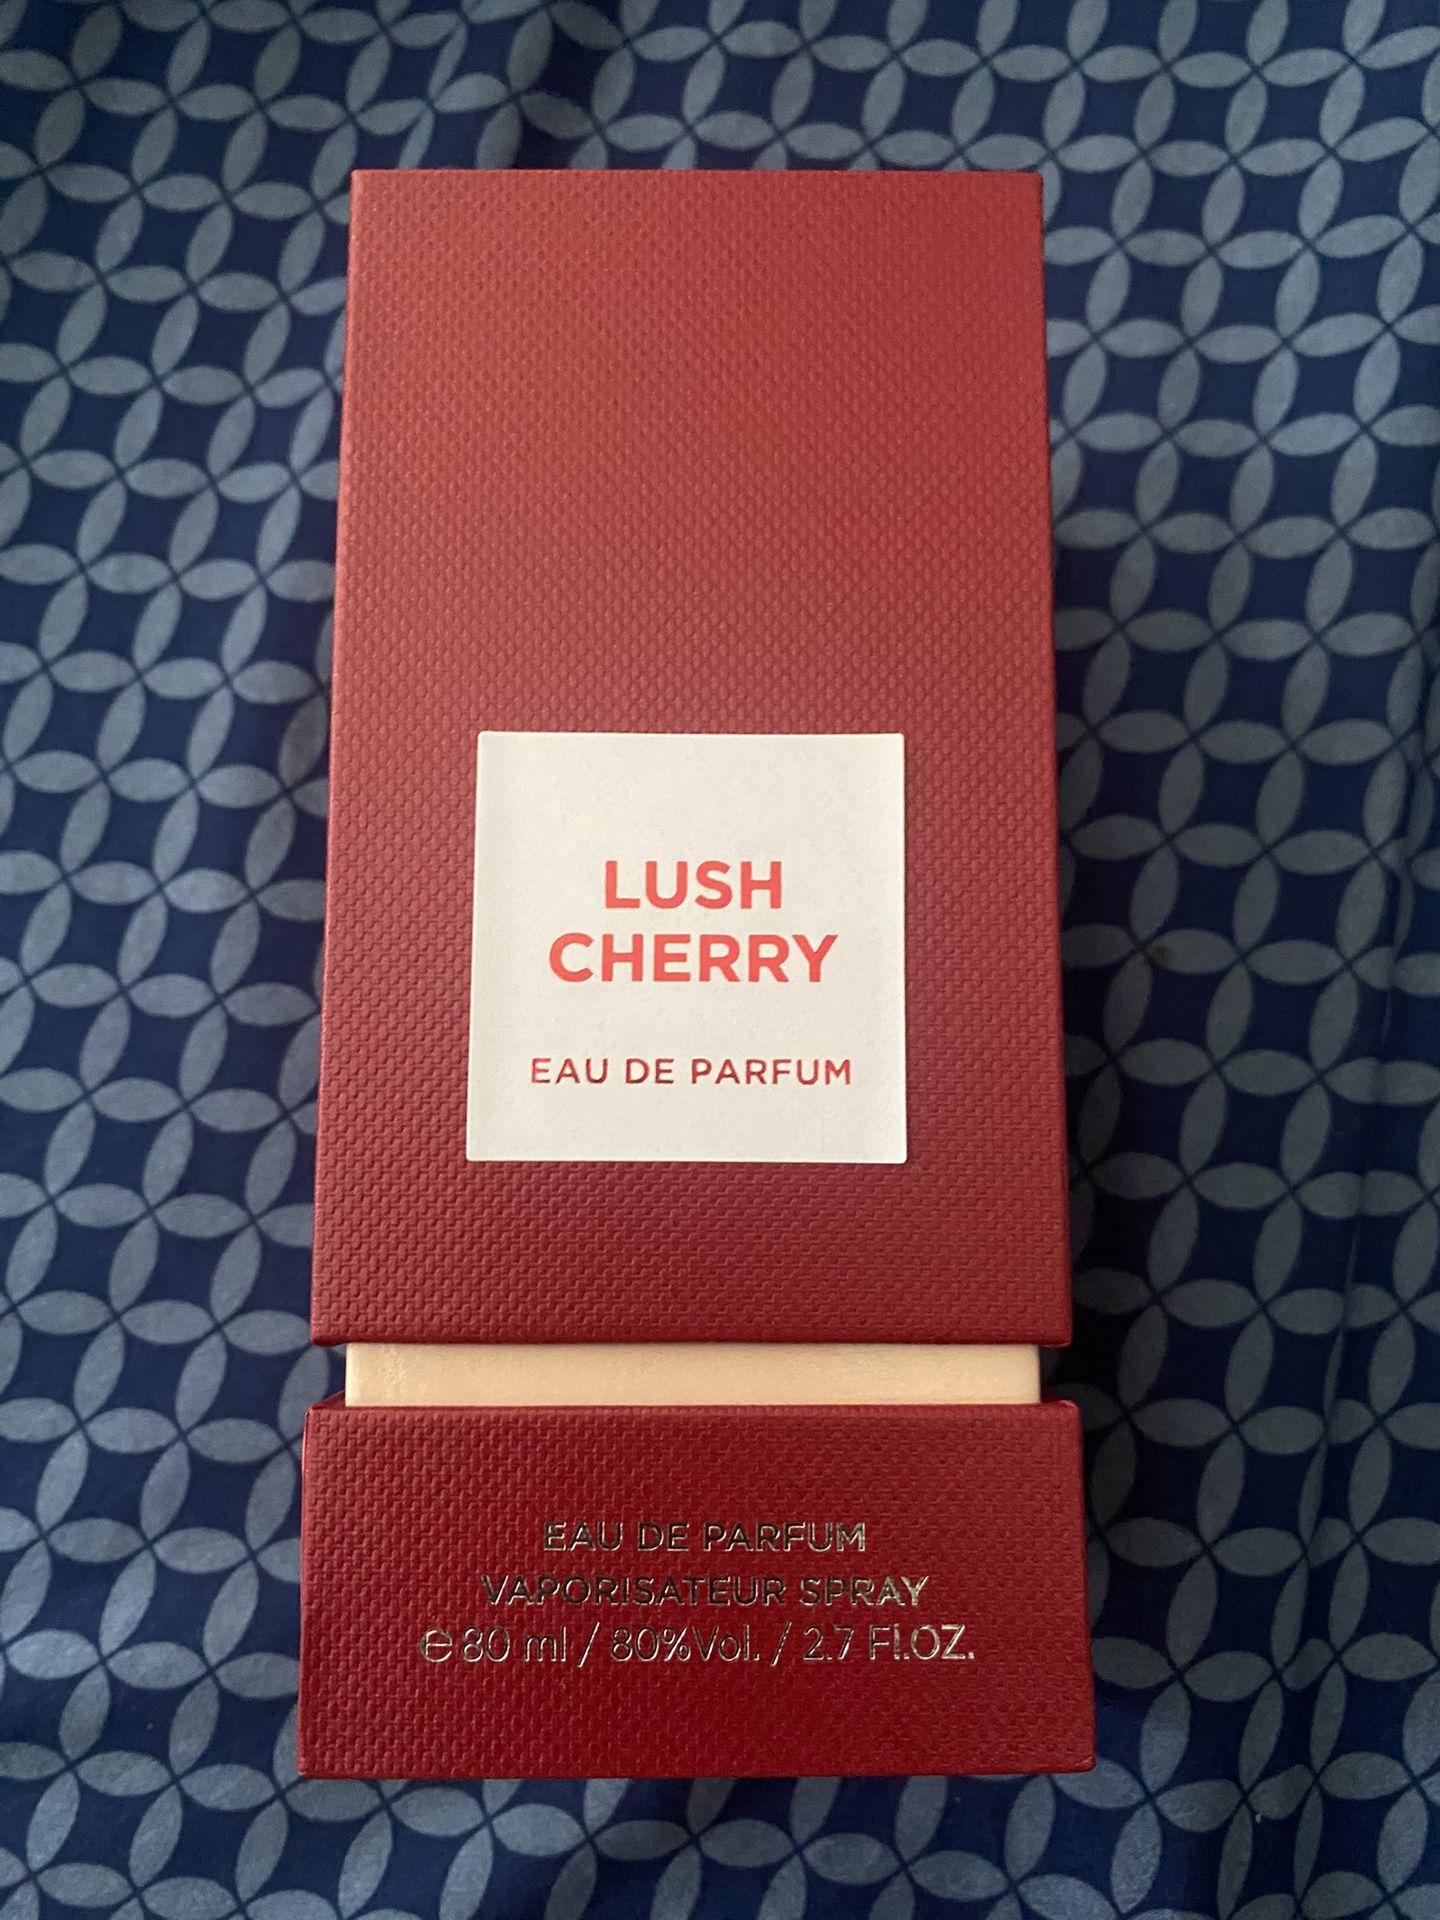 LUSH
CHERRY
EAU DE PARFUM
EAU DE PARFUM
VAPORISATEUR SPRAY
℮ 80 ml / 80%Vol. / 2.7 Fl.OZ.